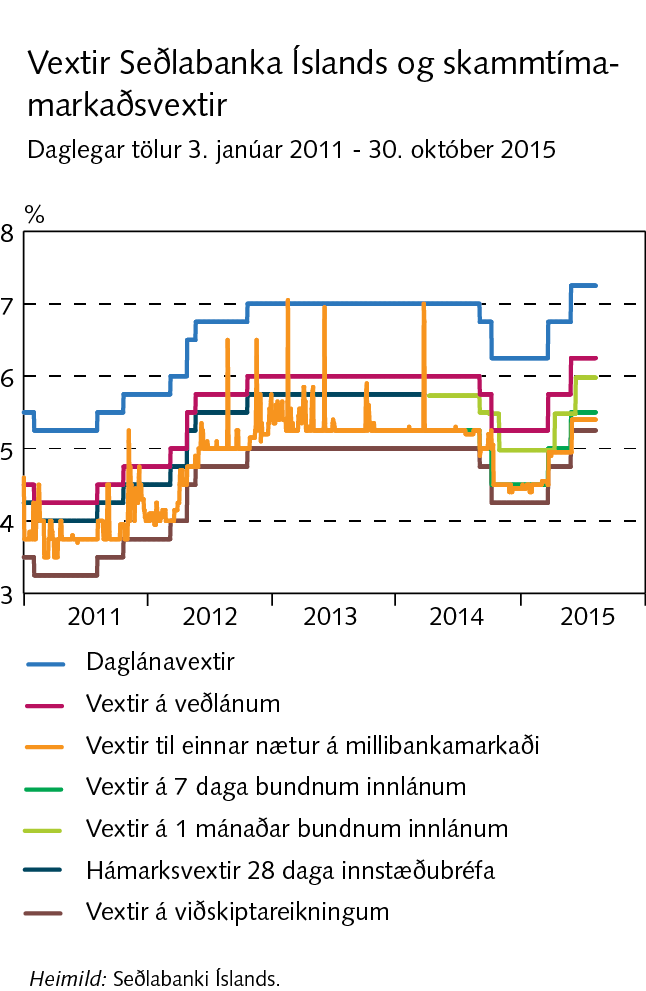 Vextir Seðlabanka Íslands og skammtíma-
markaðsvextir
Daglegar tölur 3. janúar 2011 - 30. október 2015
%
8
7
6
5
4
3
2011 2012 2013 2014 2015
Daglánavextir
Vextir á veðlánum
Vextir til einnar nætur á millibankamarkaði
Vextir á 7 daga bundnum innlánum
Vextir á 1 mánaðar bundnum innlánum
Hámarksvextir 28 daga innstæðubréfa
Vextir á viðskiptareikningum
Heimild: Seðlabanki Íslands.